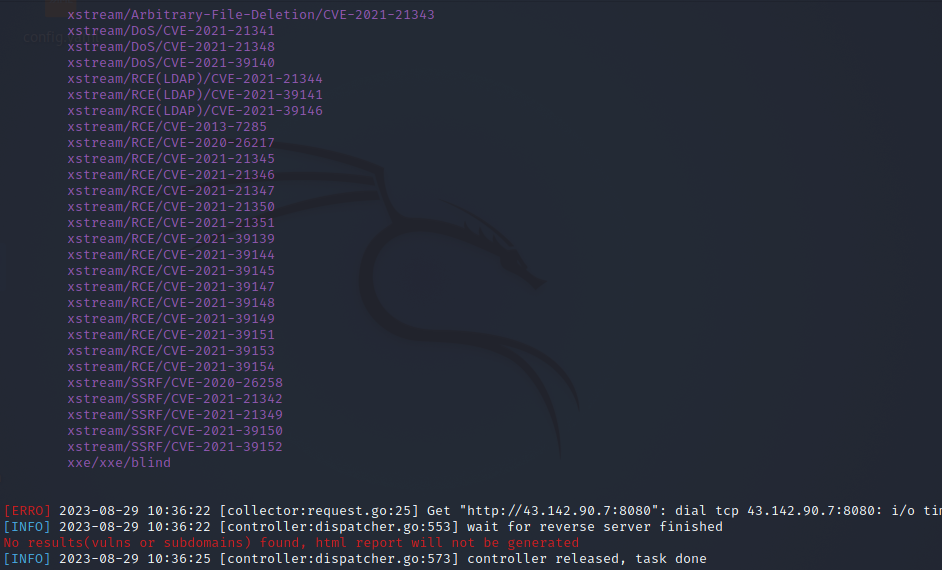 xstream/Arbitrary-File-Deletion/CVE-2021-21343
xstream/DoS/CVE-2021-21341
xstream/DoS/CVE-2021-21348
xstream/DoS/CVE-2021-39140
xstream/RCE(LDAP)/CVE-2021-21344
xstream/RCE(LDAP)/CVE-2021-39141
xstream/RCE(LDAP)/CVE-2021-39146
xstream/RCE/CVE-2013-7285
xstream/RCE/CVE-2020-26217
xstream/RCE/CVE-2021-21345
xstream/RCE/CVE-2021-21346
xstream/RCE/CVE-2021-21347
xstream/RCE/CVE-2021-21350
xstream/RCE/CVE-2021-21351
xstream/RCE/CVE-2021-39139
xstream/RCE/CVE-2021-39144
xstream/RCE/CVE-2021-39145
xstream/RCE/CVE-2021-39147
xstream/RCE/CVE-2021-39148
xstream/RCE/CVE-2021-39149
xstream/RCE/CVE-2021-39151
xstream/RCE/CVE-2021-39153
xstream/RCE/CVE-2021-39154
xstream/SSRF/CVE-2020-26258
xstream/SSRF/CVE-2021-21342
xstream/SSRF/CVE-2021-21349
xstream/SSRF/CVE-2021-39150
xstream/SSRF/CVE-2021-39152
xxe/xxe/blind
[ERRO] 2023-08-29 10:36:22 [collector:request.go:25] Get "http://43.142.90.7:8080": dial tcp 43.142.90.7:8080: i/o
[INFO] 2023-08-29 10:36:22 [controller:dispatcher.go:553] wait for reverse server finished
No results(vulns or subdomains) found, html report will not be generated
[INFO] 2023-08-29 10:36:25 [controller:dispatcher.go:573] controller released, task done